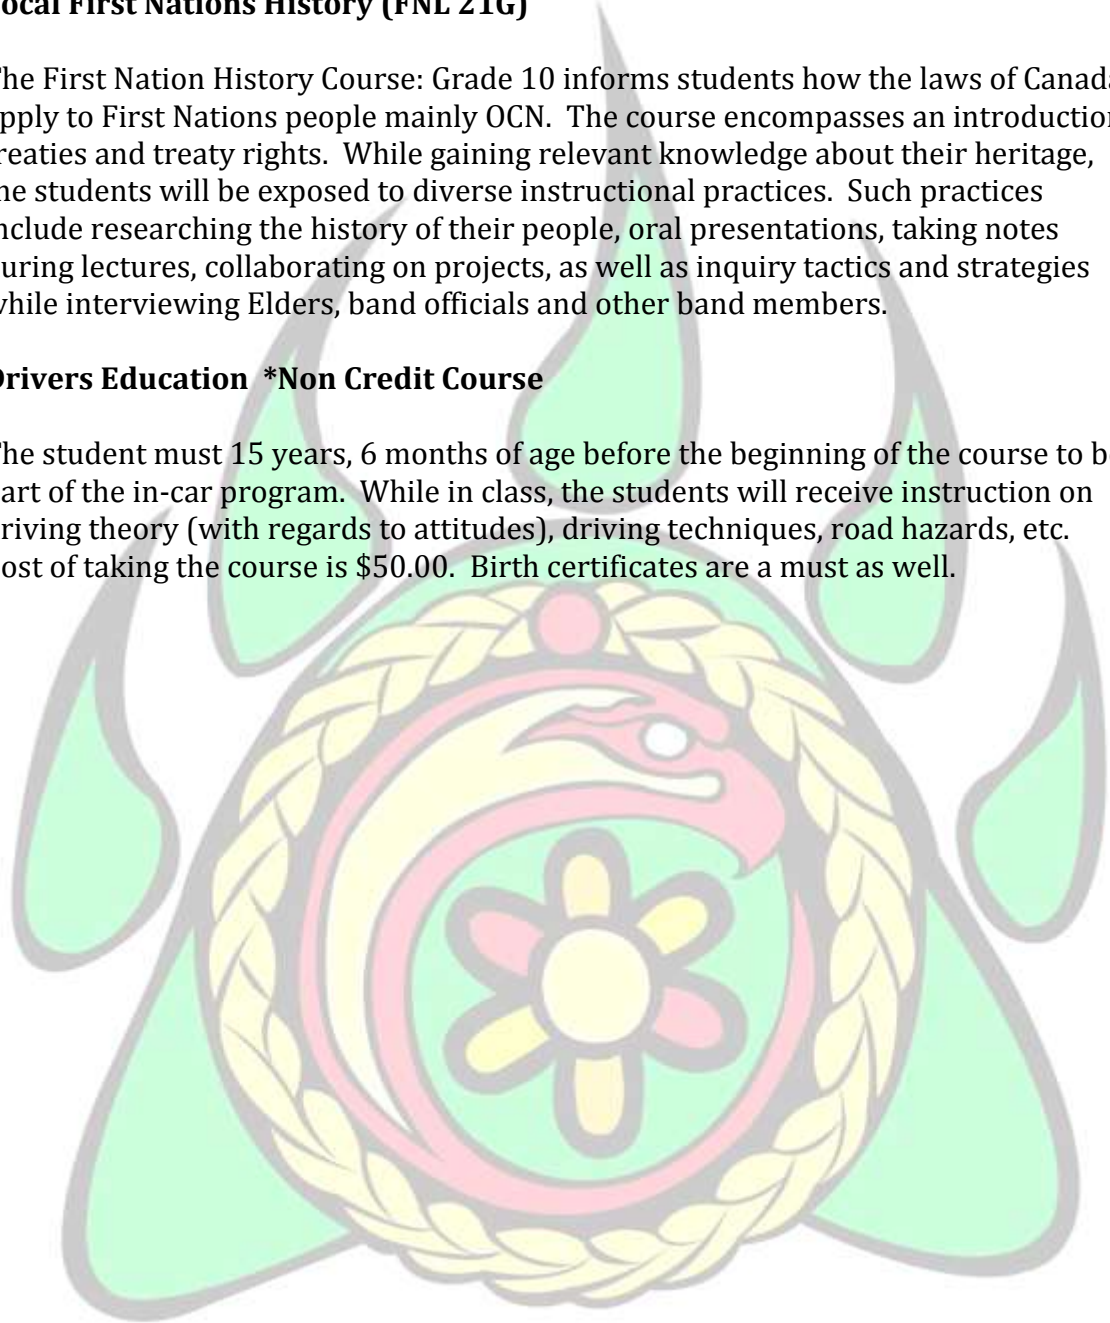 ocal First Nations History (FNL 21G)
he First Nation History Course: Grade 10 informs students how the laws of Canada
pply to First Nations people mainly OCN.  The course encompasses an introduction
reaties and treaty rights.  While gaining relevant knowledge about their heritage,
he students will be exposed to diverse instructional practices.  Such practices
nclude researching the history of their people, oral presentations, taking notes
uring lectures, collaborating on projects, as well as inquiry tactics and strategies
while interviewing Elders, band officials and other band members.
Drivers Education  *Non Credit Course
The student must 15 years, 6 months of age before the beginning of the course to be
art of the in-car program.  While in class, the students will receive instruction on
riving theory (with regards to attitudes), driving techniques, road hazards, etc.
ost of taking the course is $50.00.  Birth certificates are a must as well.